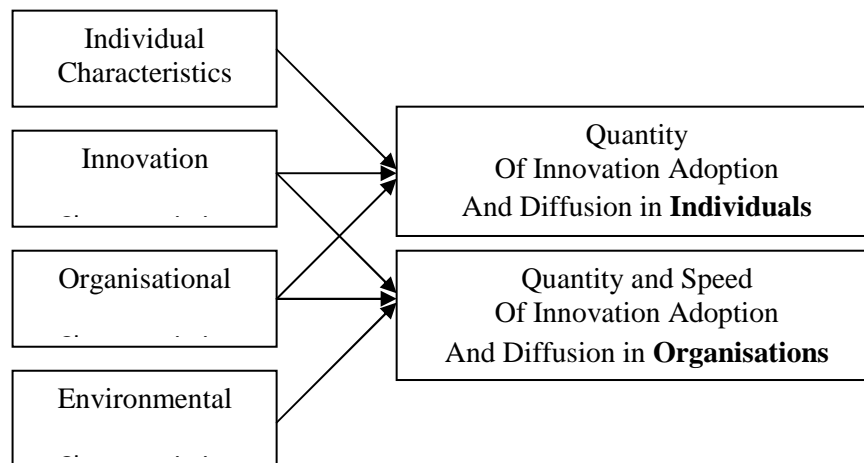 Individual
Characteristics
Innovation
Organisational
Environmental
Quantity
Of Innovation Adoption
And Diffusion in Individuals
Quantity and Speed
Of Innovation Adoption
And Diffusion in Organisations